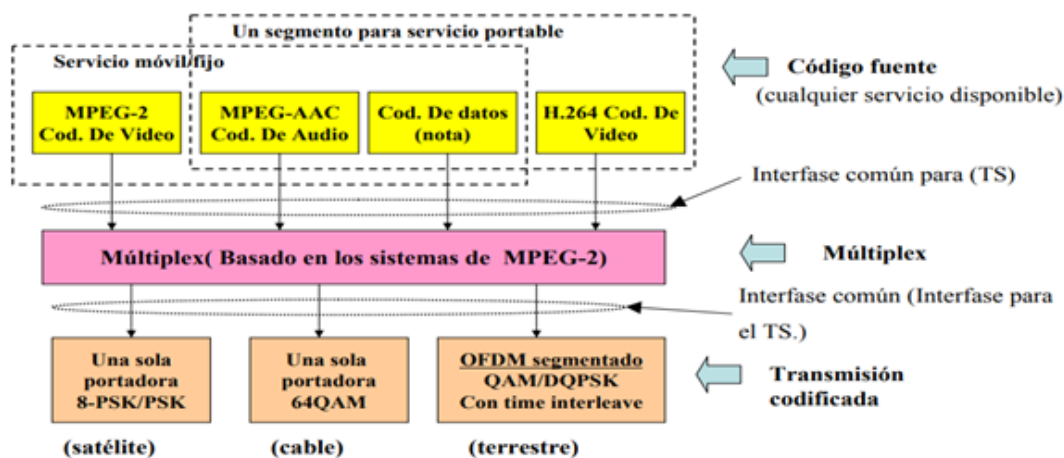 Un segmento para servicio portable
Servicio móvil/fijo
MPEG-2
Cod. De Video
MPEG-AAC
Cod. De Audio
Cod. De datos
(nota)
H.264 Cod. De
Video
Código fuente
(cualquier servicio disponible)
Interfase común para (TS)
Múltiplex( Basado en los sistemas de MPEG-2)
Múltiplex
Interfase común (Interfase para
el TS.)
Una sola
portadora
8-PSK/PSK
Una sola
portadora
64QAM
OFDM segmentado
QAM/DQPSK
Con time interleave
Transmisión
codificada
(satélite)
(cable)
(terrestre)